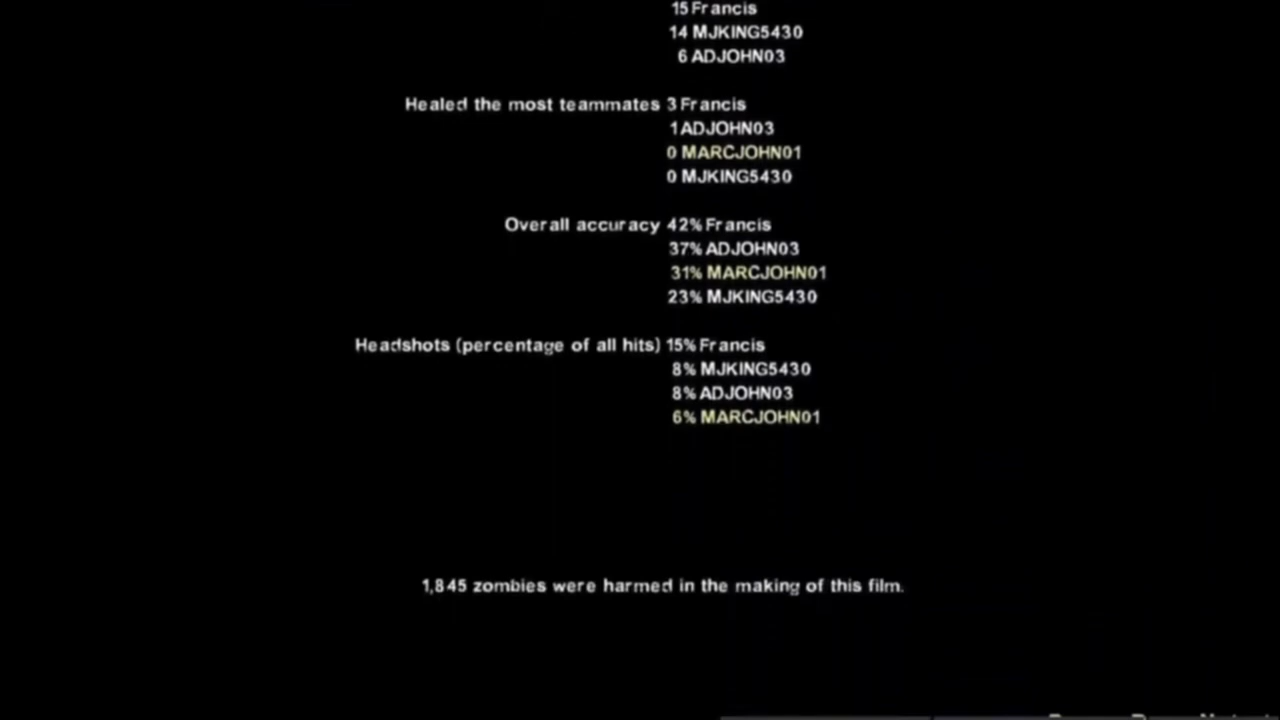 15 Francis
14 MJKING5430
6 ADJOHN03
Healed the most teammates 3 Francis
1 ADJOHN03
0 MARCJOHN01
0 MJKING5430
Overall accuracy 42% Francis
37% ADJOHN03
31% MARCJOHN01
23% MJKING5430
Headshots (percentage of all hits) 15% Francis
8% MJKING5430
8% ADJOHN03
6% MARCJOHN01
1,845 zombies were harmed in the making of this film.